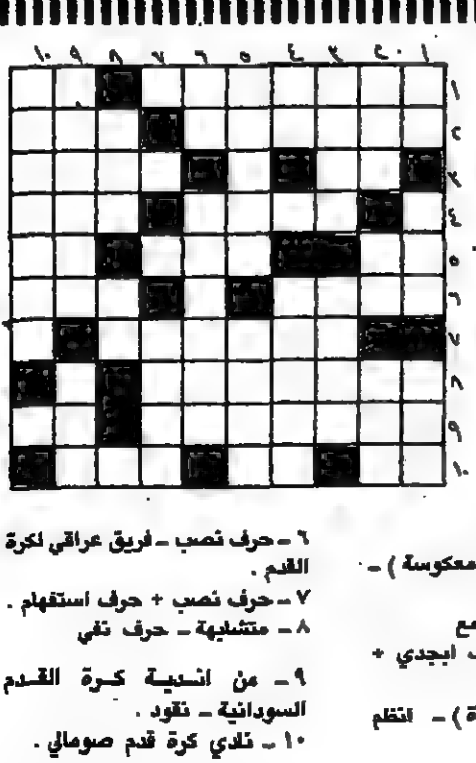 ١ ٢ ٣ ٤ ٥ ٦ ٧ ٨ ٩ ١٠
١
٢
٣
٤
٥
٦
٧
٨
٩
١٠
معكوسة ) ـ
مع
ابجدي +
ة ) ـ انتظم
٦ ـ حرف نصب ـ فريق عراقي لكرة
القدم .
٧ ـ حرف نصب + حرف استفهام .
٨ ـ متشابهة ـ حرف نفي
٩ ـ من اندية كرة القدم
السودانية ـ نقود .
١٠ ـ نادي كرة قدم صومالي .